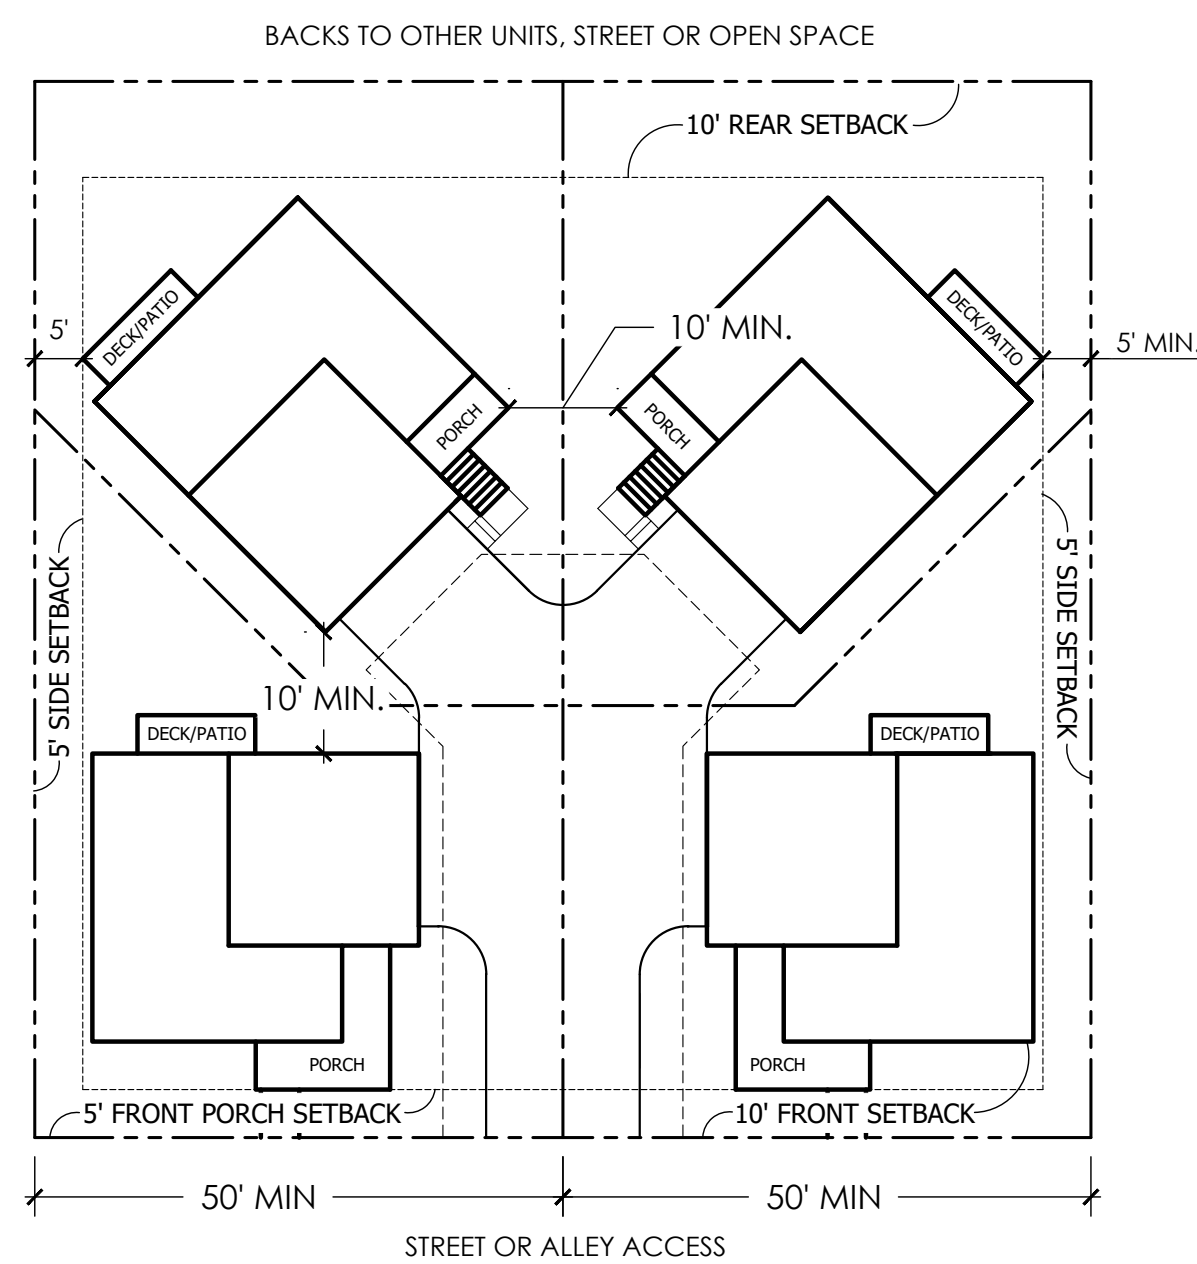 BACKS TO OTHER UNITS, STREET OR OPEN SPACE
10' REAR SETBACK
DECK/PATIO
DECK/PATIO
5'
10' MIN.
5' MIN.
PORCH
PORCH
5' SIDE SETBACK
5' SIDE SETBACK
10' MIN.
DECK/PATIO
DECK/PATIO
PORCH
PORCH
5' FRONT PORCH SETBACK
10' FRONT SETBACK
50' MIN
50' MIN
STREET OR ALLEY ACCESS